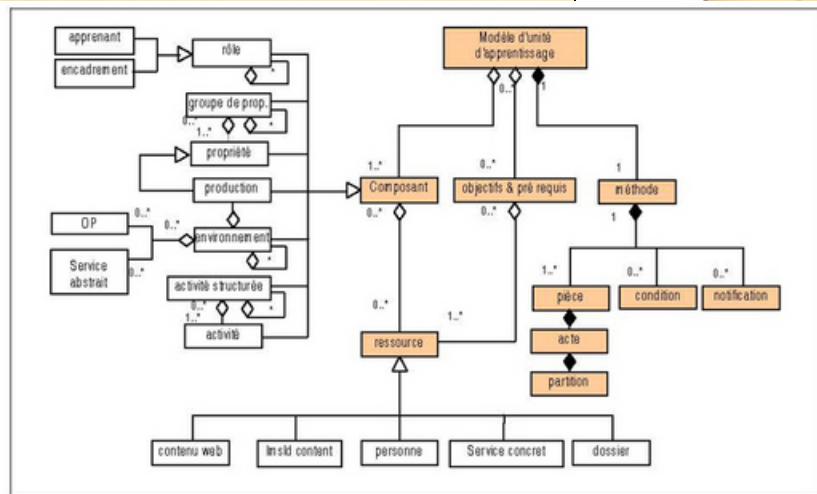 apprenant
encadrement
rôle
*
groupe de prop.
0..*
*
1..*
propriété
production
OP
0..*
0..*
Service
abstrait
0..*
environnement
*
activité structurée
0..*
*
1..*
activité
Modèle d'unité
d'apprentissage
0..*
1
1..*
0..*
1
Composant
objectifs & pré requis
méthode
0..*
0..*
1
0..*
1..*
ressource
1..*
0..*
0..*
pièce
condition
notification
acte
partition
contenu web
Imsld content
personne
Service concret
dossier